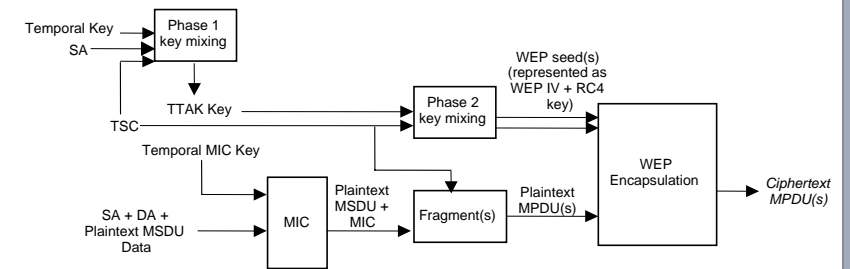 Temporal Key
SA
Phase 1
key mixing
TTAK Key
TSC
Phase 2
key mixing
WEP seed(s)
(represented as
WEP IV + RC4
key)
WEP
Encapsulation
Ciphertext
MPDU(s)
Temporal MIC Key
SA + DA +
Plaintext MSDU
Data
MIC
Plaintext
MSDU +
MIC
Fragment(s)
Plaintext
MPDU(s)